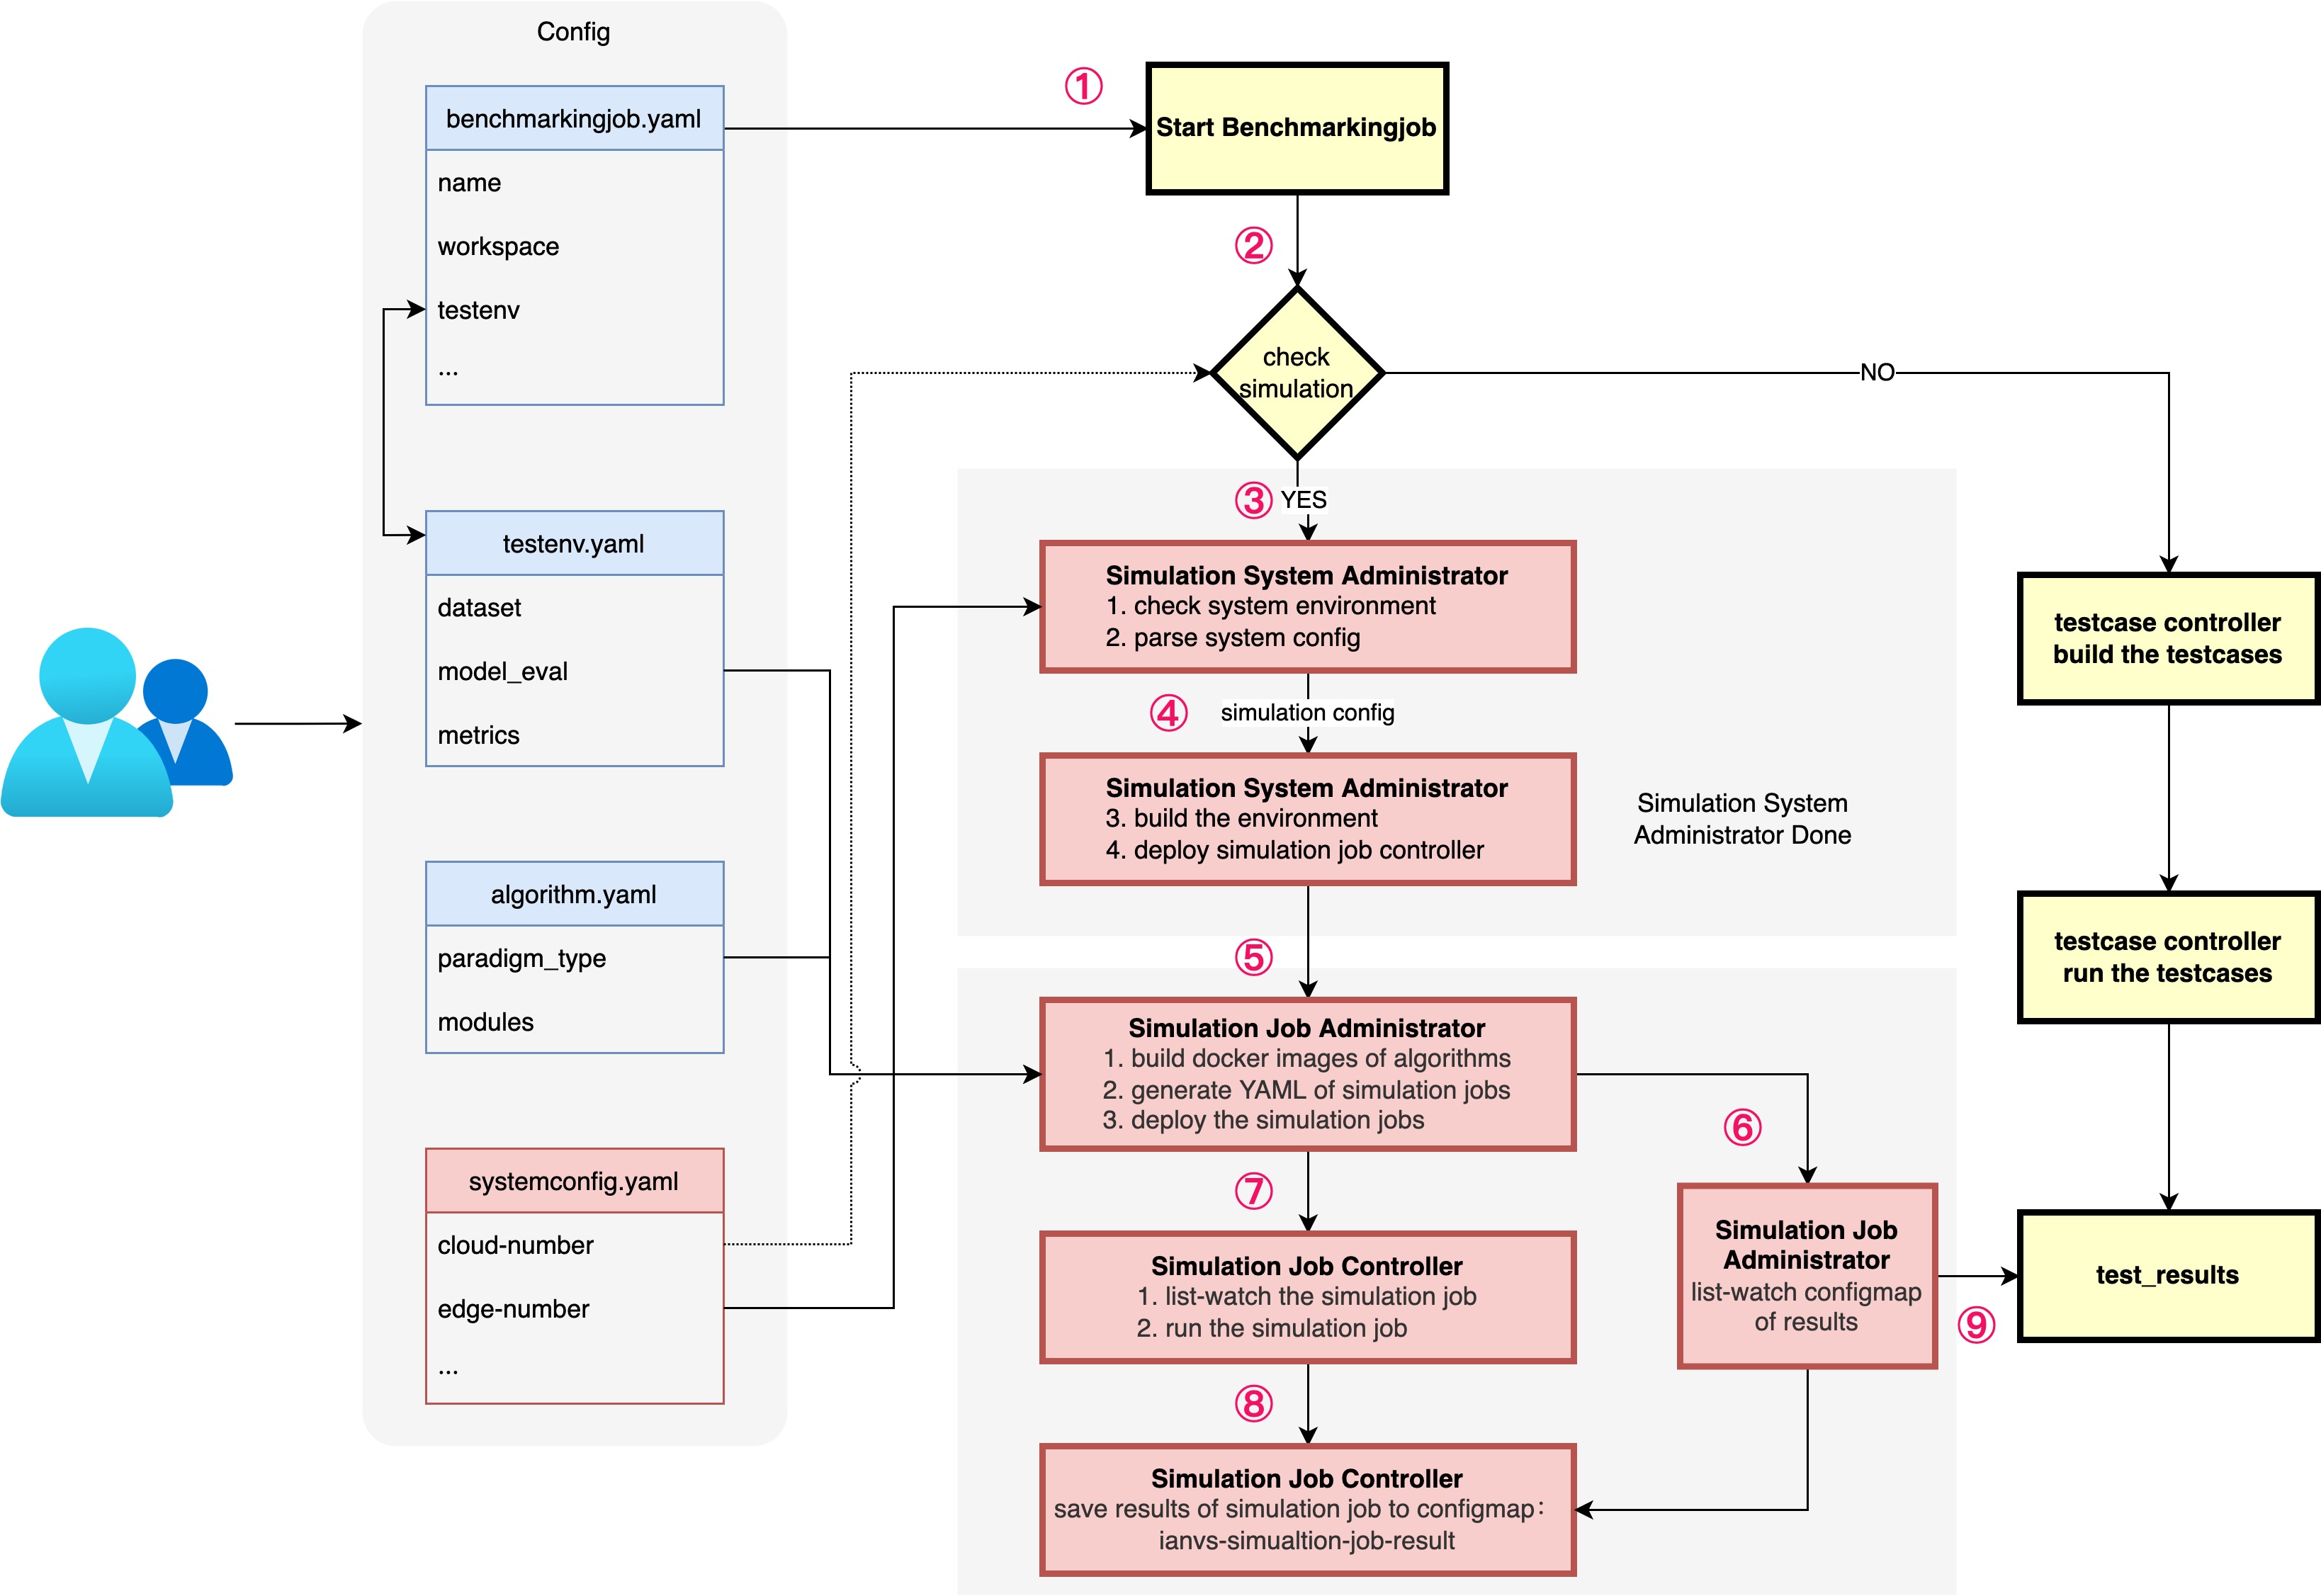 Config
benchmarkingjob.yaml
name
workspace
testenv
...
testenv.yaml
dataset
model_eval
metrics
algorithm.yaml
paradigm_type
modules
systemconfig.yaml
cloud-number
edge-number
...
①
Start Benchmarkingjob
②
check
simulation
NO
③ YES
Simulation System Administrator
1. check system environment
2. parse system config
④ simulation config
Simulation System Administrator
3. build the environment
4. deploy simulation job controller
Simulation System
Administrator Done
⑤
Simulation Job Administrator
1. build docker images of algorithms
2. generate YAML of simulation jobs
3. deploy the simulation jobs
⑥
⑦
Simulation Job Controller
1. list-watch the simulation job
2. run the simulation job
Simulation Job
Administrator
list-watch configmap
of results
⑧
Simulation Job Controller
save results of simulation job to configmap：
ianvs-simualtion-job-result
⑨
testcase controller
build the testcases
testcase controller
run the testcases
test_results